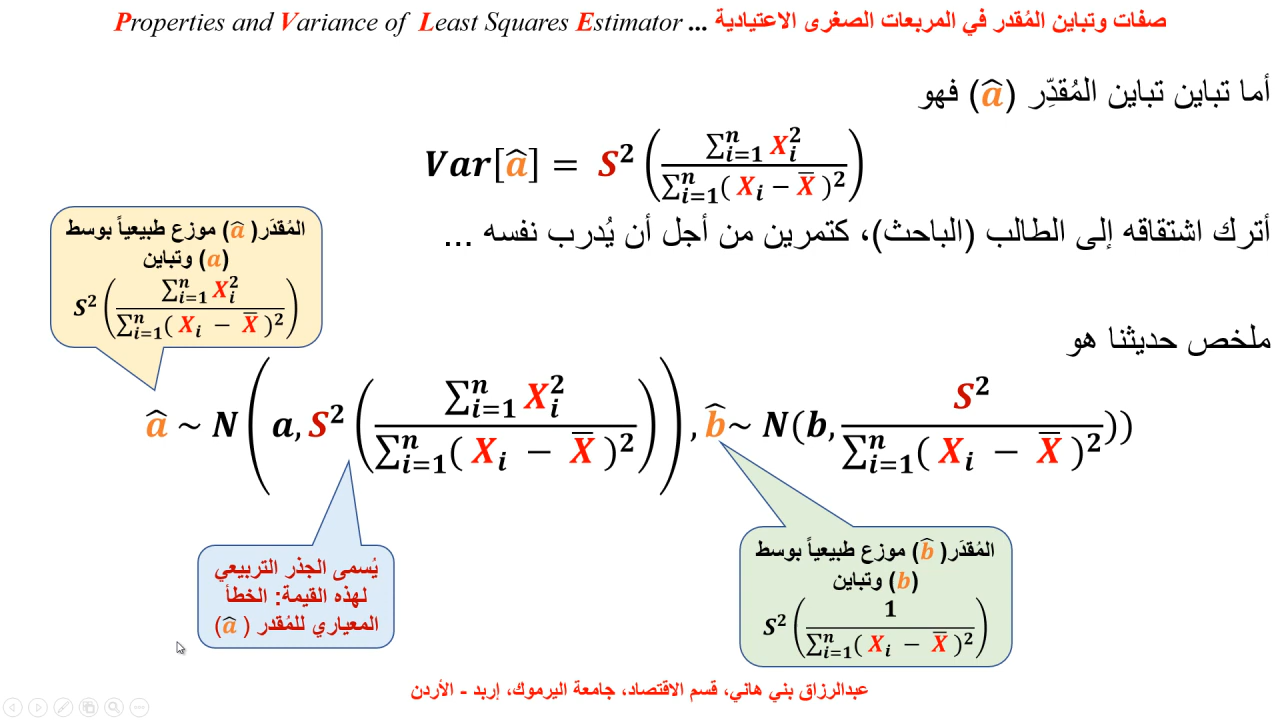 صفات وتباين المُقدر في المربعات الصغرى الاعتيادية ... Properties and Variance of Least Squares Estimator
أما تباين تباين المُقدِّر (â) فهو
Var[â] = S² (∑ⁿᵢ₌₁ Xᵢ² / ∑ⁿᵢ₌₁( Xᵢ − X̅ )²)
أترك اشتقاقه إلى الطالب (الباحث)، كتمرين من أجل أن يُدرب نفسه ...
المُقدَر( â) موزع طبيعياً بوسط
(a) وتباين
S² (∑ⁿᵢ₌₁ Xᵢ² / ∑ⁿᵢ₌₁( Xᵢ − X̅ )²)
ملخص حديثنا هو
â ~ N (a, S² (∑ⁿᵢ₌₁ Xᵢ² / ∑ⁿᵢ₌₁( Xᵢ − X̅ )²)) , b̂~ N(b, S² / ∑ⁿᵢ₌₁( Xᵢ − X̅ )²))
يُسمى الجذر التربيعي
لهذه القيمة: الخطأ
المعياري للمُقدر ( â)
المُقدَر( b̂) موزع طبيعياً بوسط
(b) وتباين
S² (1 / ∑ⁿᵢ₌₁( Xᵢ − X̅ )²)
عبدالرزاق بني هاني، قسم الاقتصاد، جامعة اليرموك، إربد - الأردن